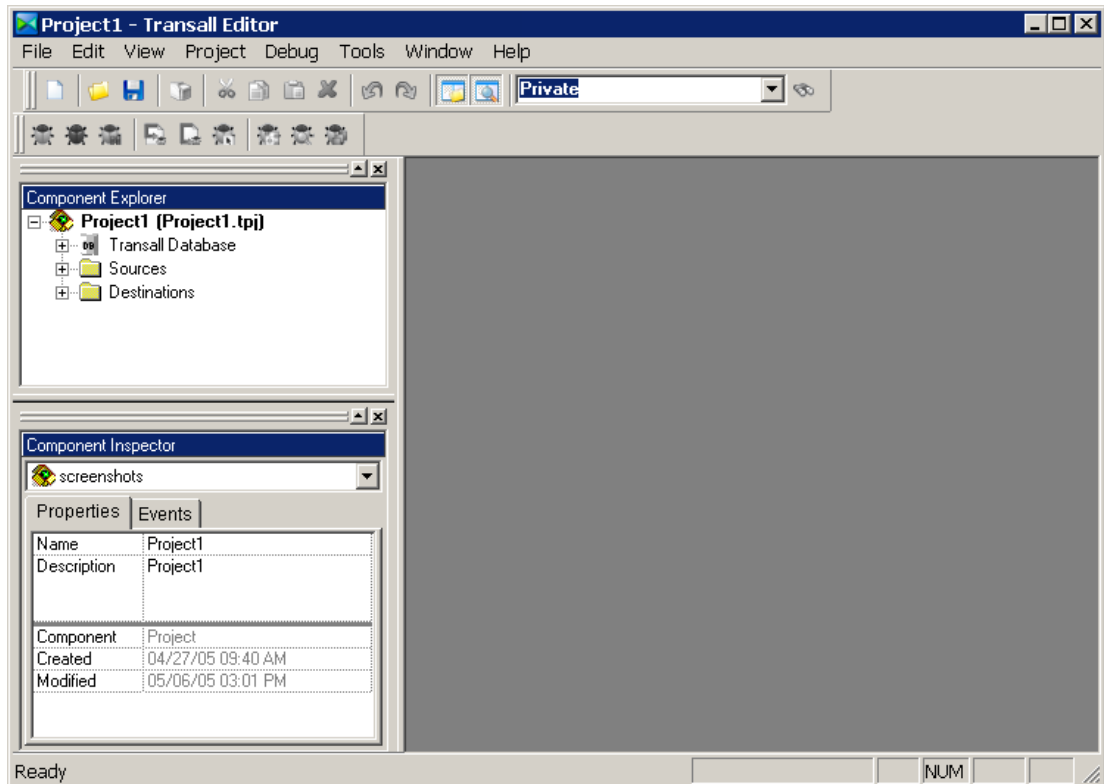 Project1 - Transall Editor
File Edit View Project Debug Tools Window Help
Private
Component Explorer
Project1 (Project1.tpj)
DB Transall Database
Sources
Destinations
Component Inspector
screenshots
Properties Events
Name Project1
Description Project1
Component Project
Created 04/27/05 09:40 AM
Modified 05/06/05 03:01 PM
Ready NUM